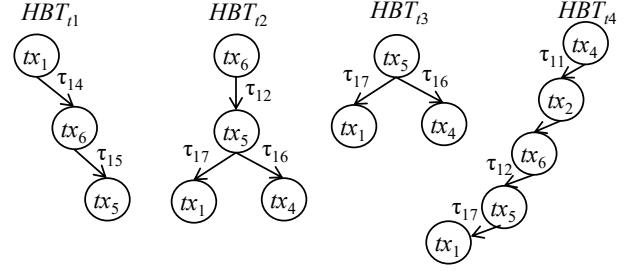 HBTt1 HBTt2 HBTt3 HBTt4
tx1 tx6 tx5 tx4
τ14 τ12 τ17 τ16 τ11
tx6 tx5 tx1 tx4 tx2
τ15 τ17 τ16 τ12
tx5 tx1 tx4 tx6
τ17 tx5
tx1